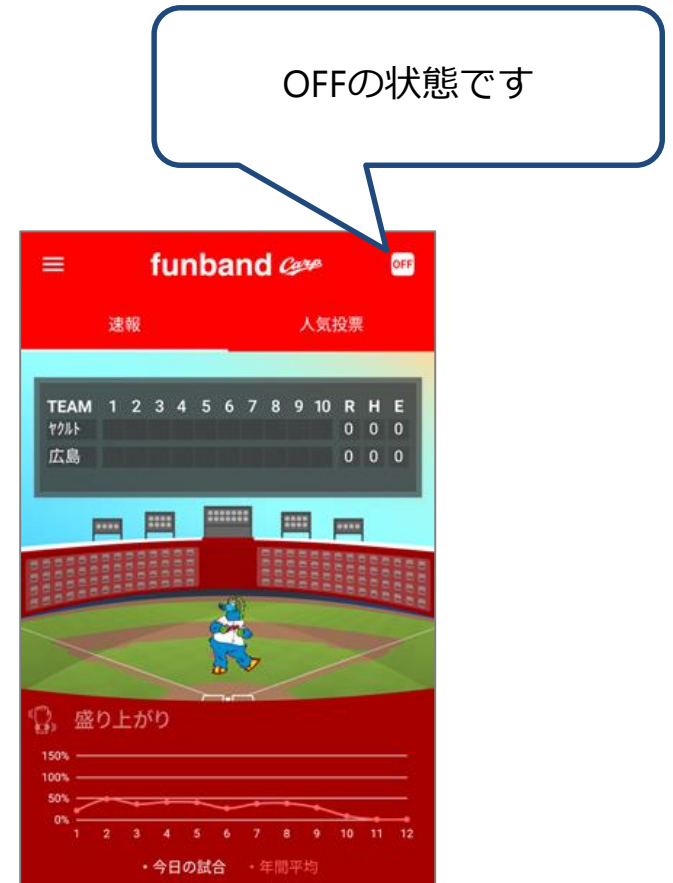 OFFの状態です
funband Carp
OFF
速報 人気投票
TEAM 1 2 3 4 5 6 7 8 9 10 R H E
ヤクルト 0 0 0
広島 0 0 0
盛り上がり
150%
100%
50%
0%
1 2 3 4 5 6 7 8 9 10 11 12
・今日の試合 ・年間平均